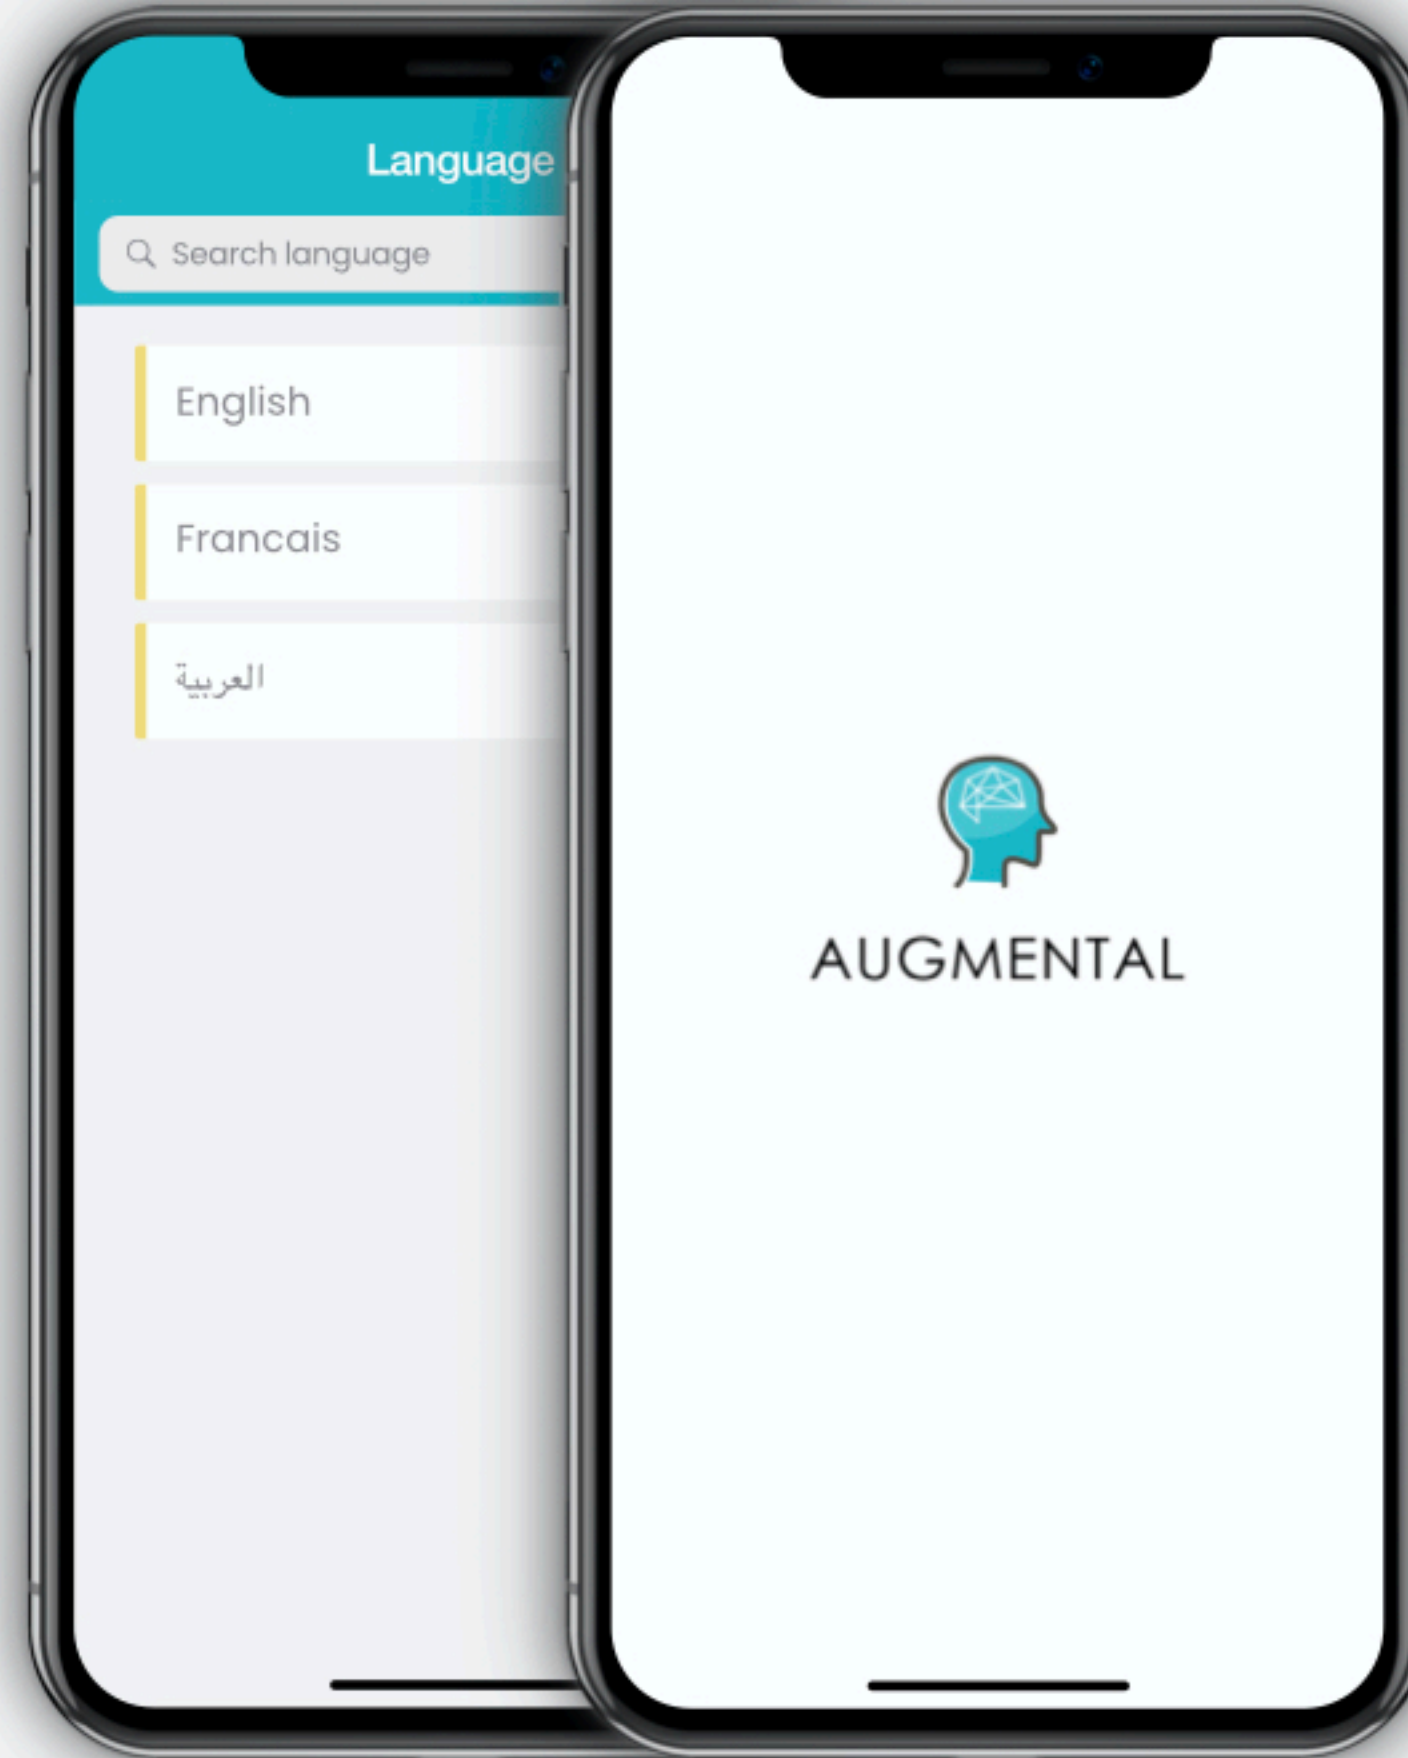 Language
Search language
English
Francais
العربية
AUGMENTAL